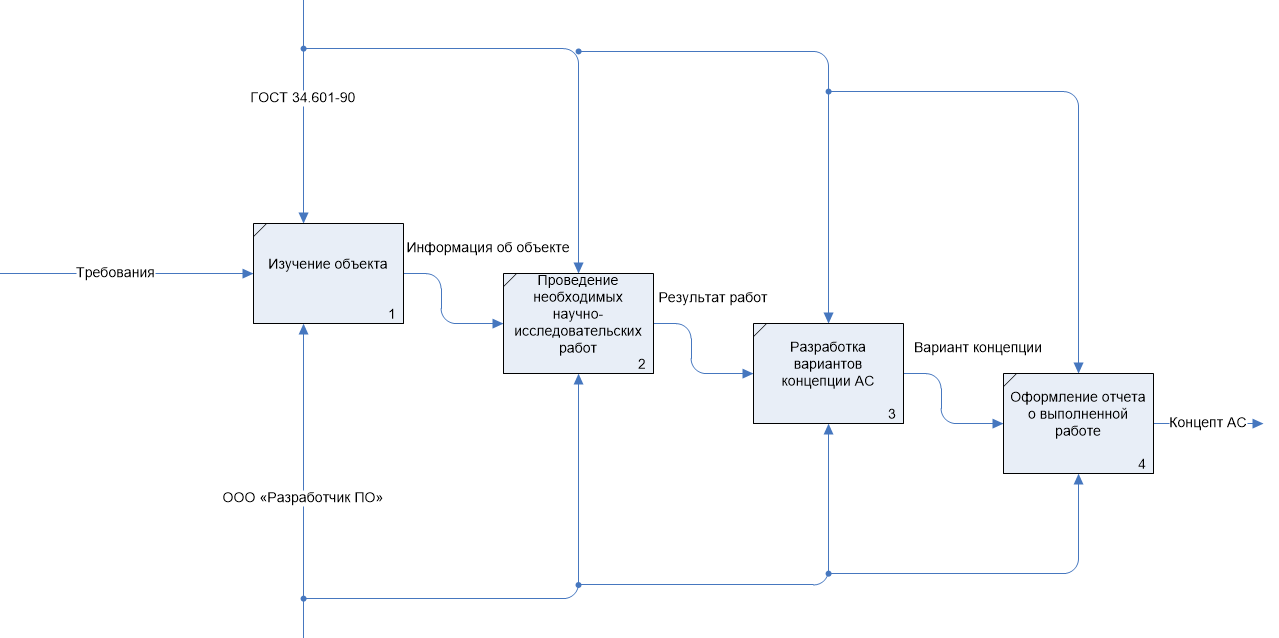 ГОСТ 34.601-90
Требования
Изучение объекта
1
Информация об объекте
Проведение
необходимых
научно-
исследовательских
работ
2
Результат работ
Разработка
вариантов
концепции АС
3
Вариант концепции
Оформление отчета
о выполненной
работе
4
Концепт АС
ООО «Разработчик ПО»